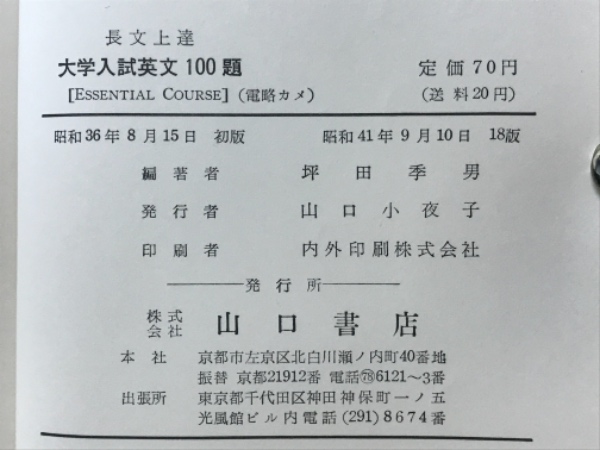 長文上達
大学入試英文100題 定価70円
[ESSENTIAL COURSE] (電略カメ) (送料20円)
昭和36年8月15日 初版 昭和41年9月10日 18版
編著者 坪田季男
発行者 山口小夜子
印刷者 内外印刷株式会社
発行所
株式会社 山口書店
本社 京都市左京区北白川瀬ノ内町40番地
振替 京都21912番 電話㊆6121〜3番
出張所 東京都千代田区神田神保町一ノ五
光風館ビル内電話(291)8674番